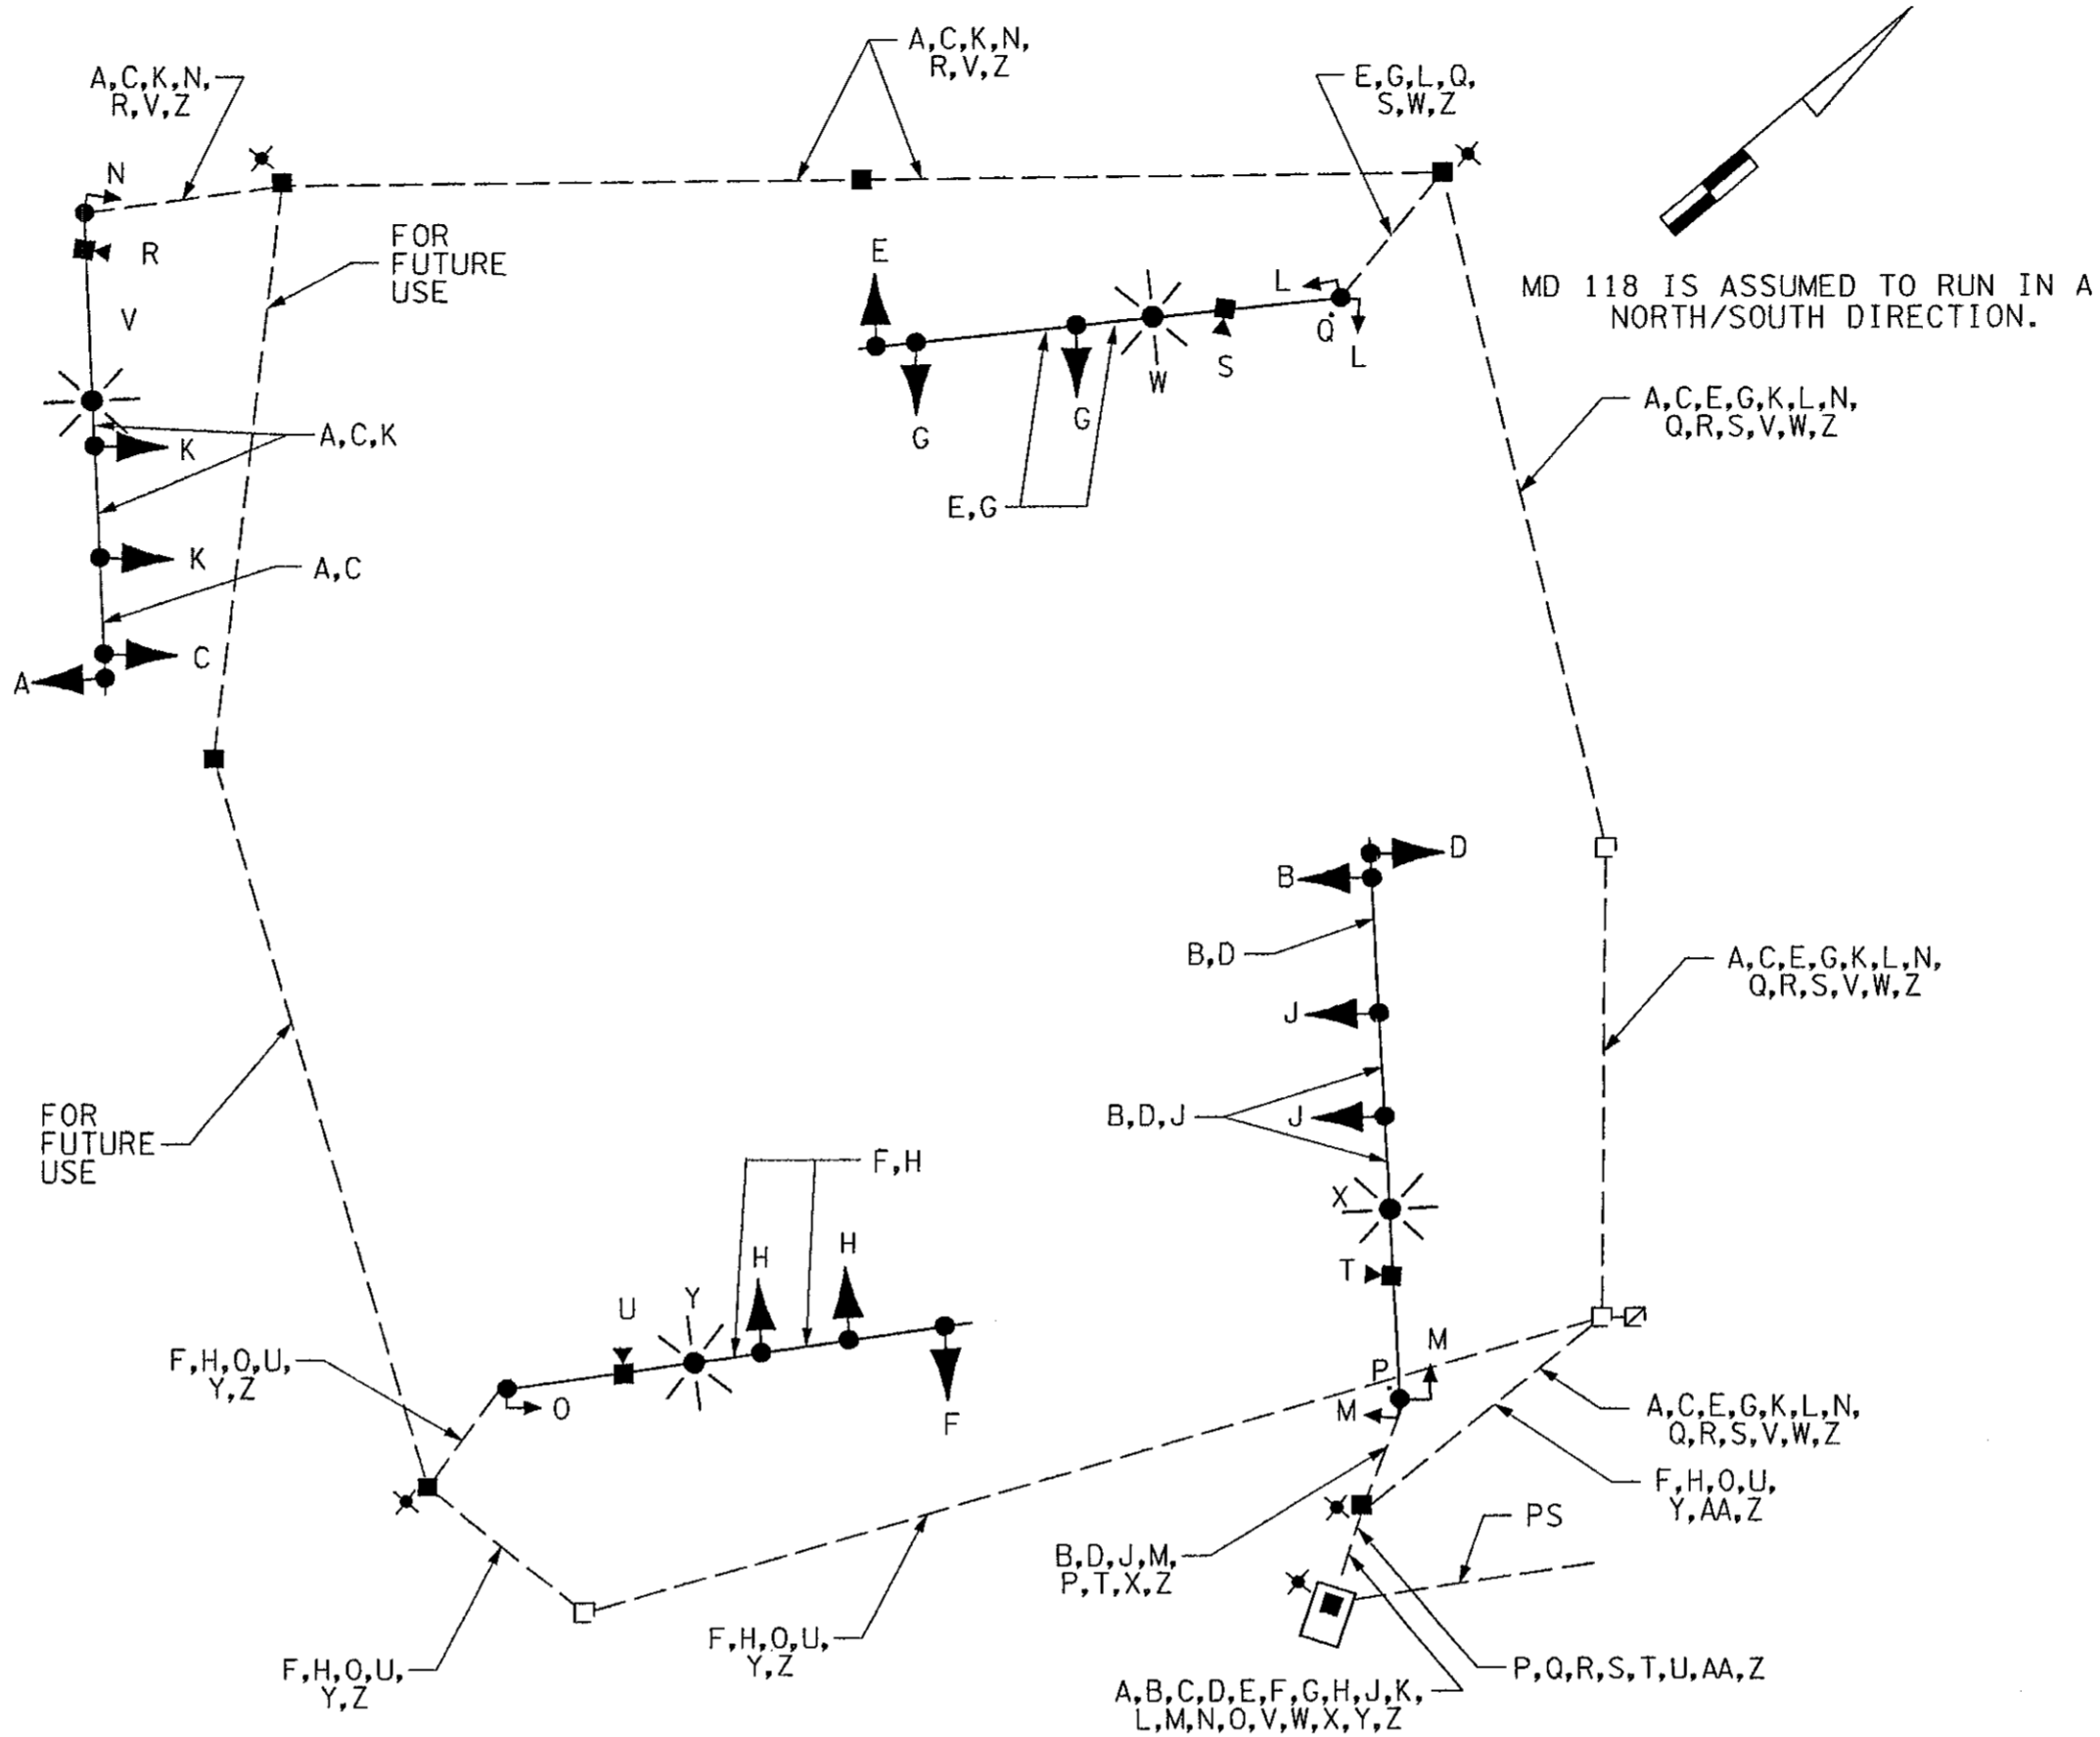 A,C,K,N,
R,V,Z
A,C,K,N,
R,V,Z
E,G,L,Q,
S,W,Z
N
R
V
FOR
FUTURE
USE
E
L
Q
L
W
S
G
G
MD 118 IS ASSUMED TO RUN IN A
NORTH/SOUTH DIRECTION.
A,C,E,G,K,L,N,
Q,R,S,V,W,Z
K
A,C,K
E,G
K
A,C
C
A
D
B
B,D
A,C,E,G,K,L,N,
Q,R,S,V,W,Z
J
B,D,J
J
FOR
FUTURE
USE
F,H
X
H
H
T
U
Y
M
P
M
F,H,O,U,
Y,Z
O
F
A,C,E,G,K,L,N,
Q,R,S,V,W,Z
F,H,O,U,
Y,AA,Z
PS
B,D,J,M,
P,T,X,Z
F,H,O,U,
Y,Z
F,H,O,U,
Y,Z
P,Q,R,S,T,U,AA,Z
A,B,C,D,E,F,G,H,J,K,
L,M,N,O,V,W,X,Y,Z